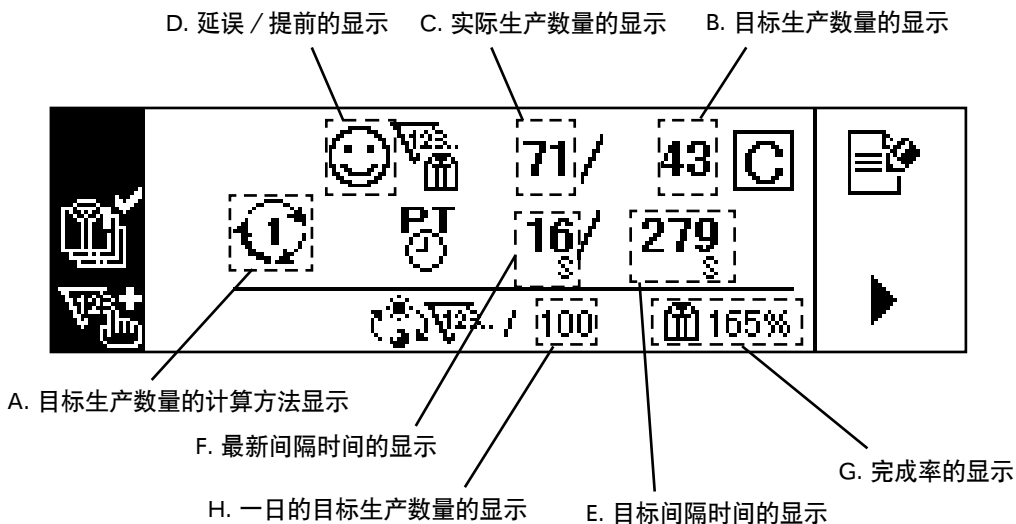 D. 延误／提前的显示 C. 实际生产数量的显示 B. 目标生产数量的显示
123.. 71 / 43 C
1 P.T 16 s / 279 s
123..
123.. / 100 165%
A. 目标生产数量的计算方法显示
F. 最新间隔时间的显示
G. 完成率的显示
H. 一日的目标生产数量的显示 E. 目标间隔时间的显示